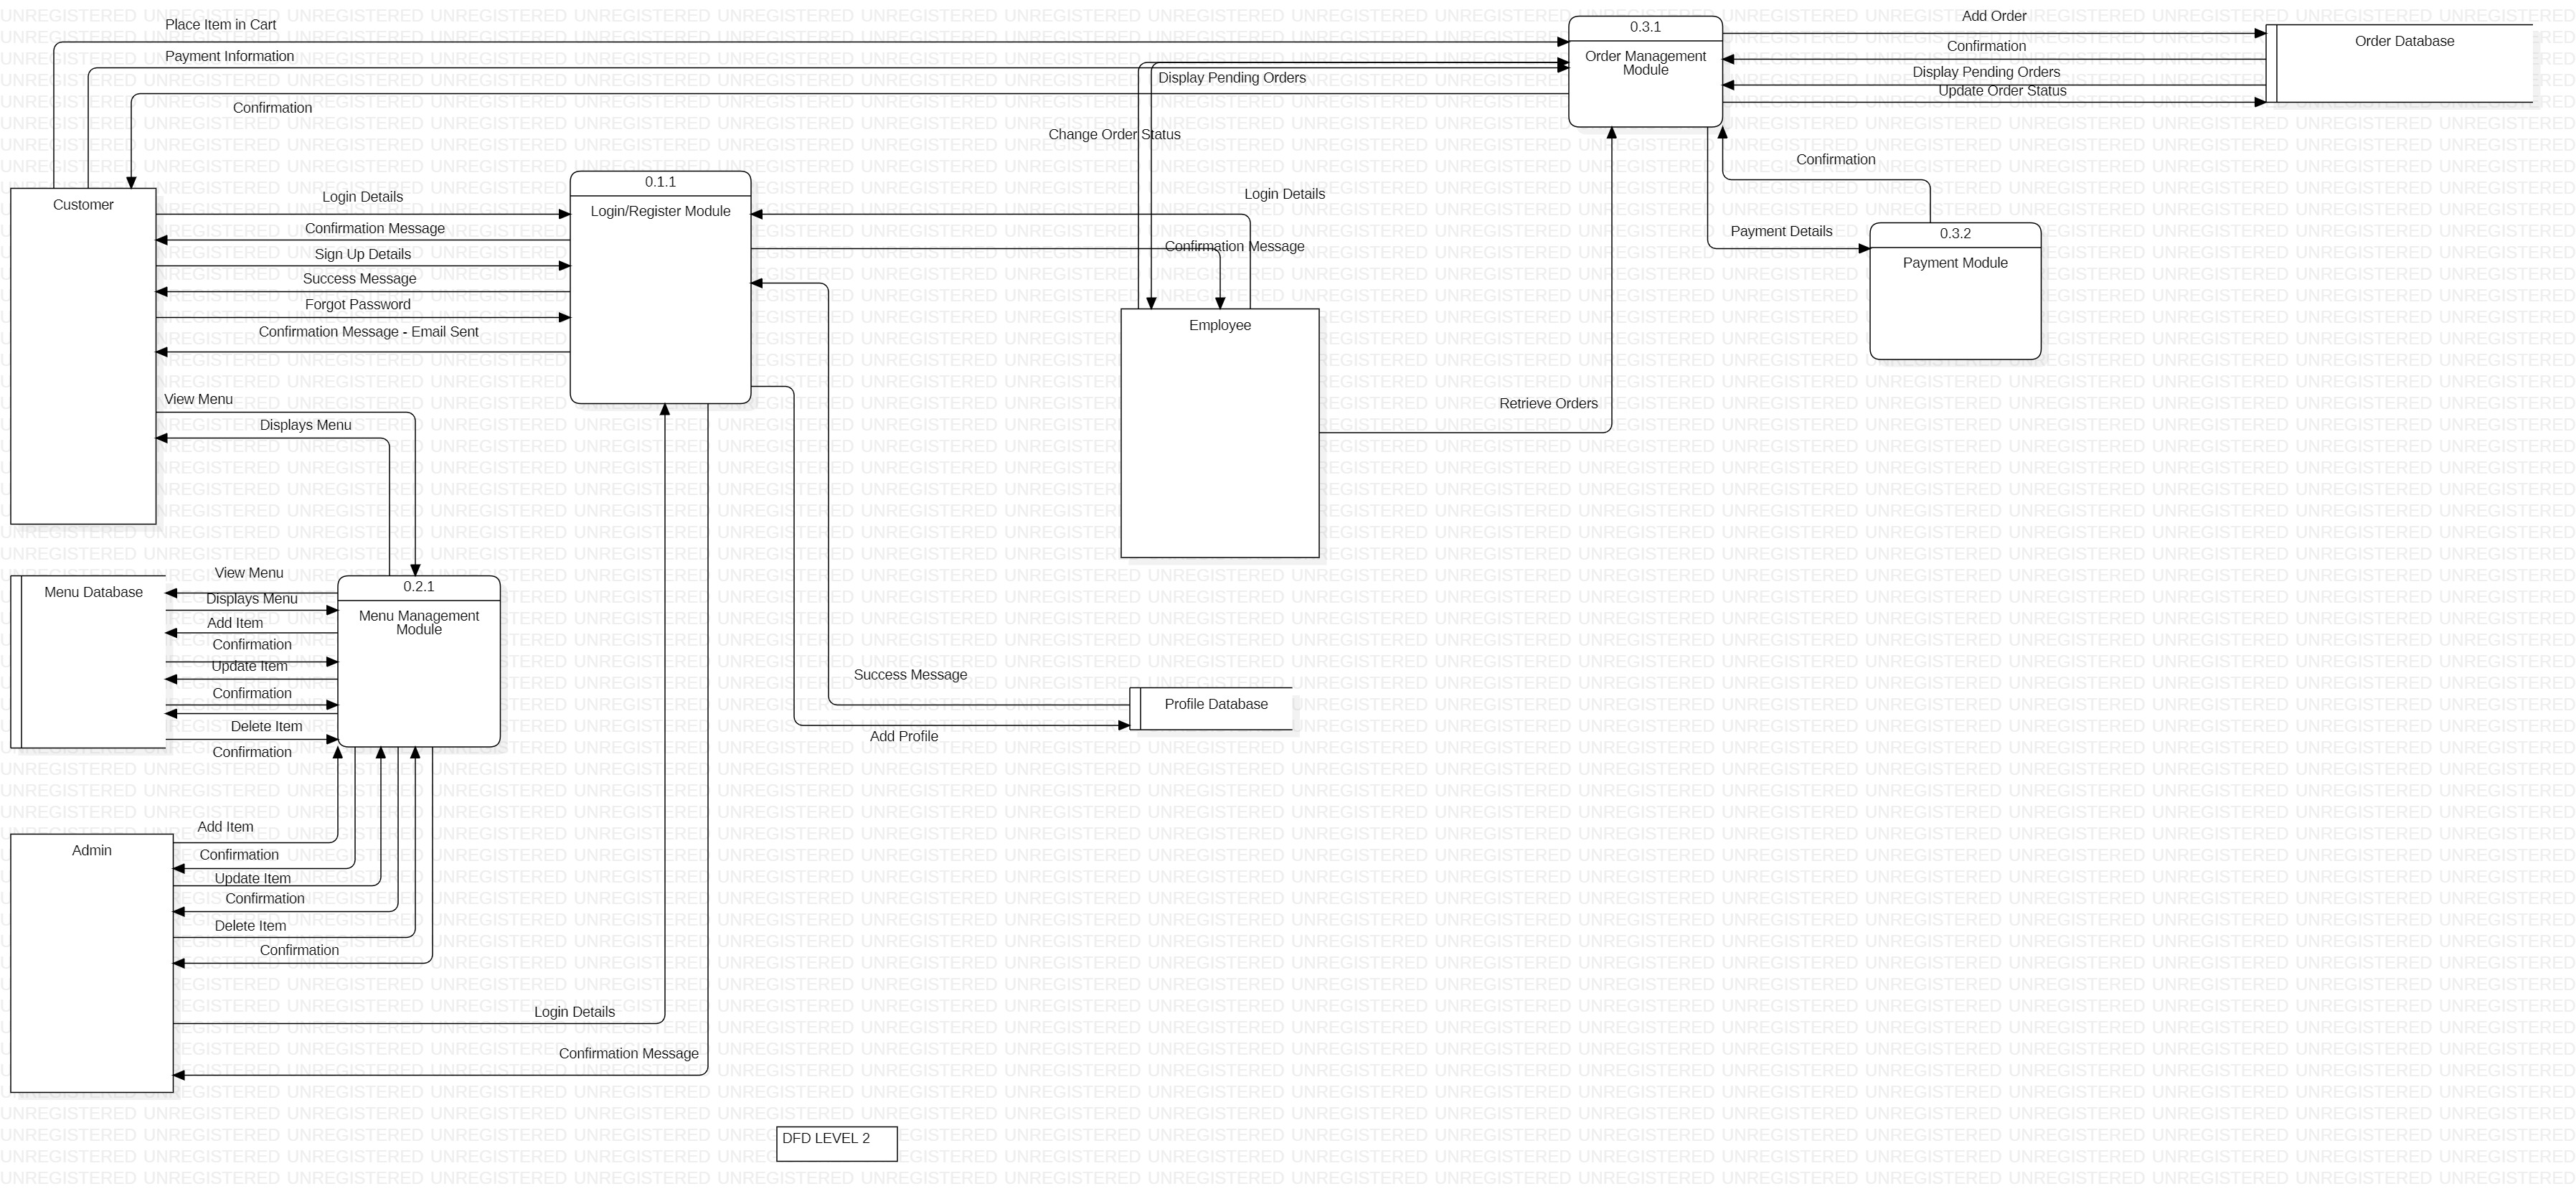 Place Item in Cart
Payment Information
Confirmation
0.3.1
Order Management
Module
Add Order
Confirmation
Display Pending Orders
Update Order Status
Order Database
Display Pending Orders
Change Order Status
Confirmation
Payment Details
0.3.2
Payment Module
Customer
Login Details
Confirmation Message
Sign Up Details
Success Message
Forgot Password
Confirmation Message - Email Sent
0.1.1
Login/Register Module
Login Details
Confirmation Message
Employee
Retrieve Orders
View Menu
Displays Menu
Menu Database
View Menu
Displays Menu
Add Item
Confirmation
Update Item
Confirmation
Delete Item
Confirmation
0.2.1
Menu Management
Module
Success Message
Profile Database
Add Profile
Admin
Add Item
Confirmation
Update Item
Confirmation
Delete Item
Confirmation
Login Details
Confirmation Message
DFD LEVEL 2
UNREGISTERED